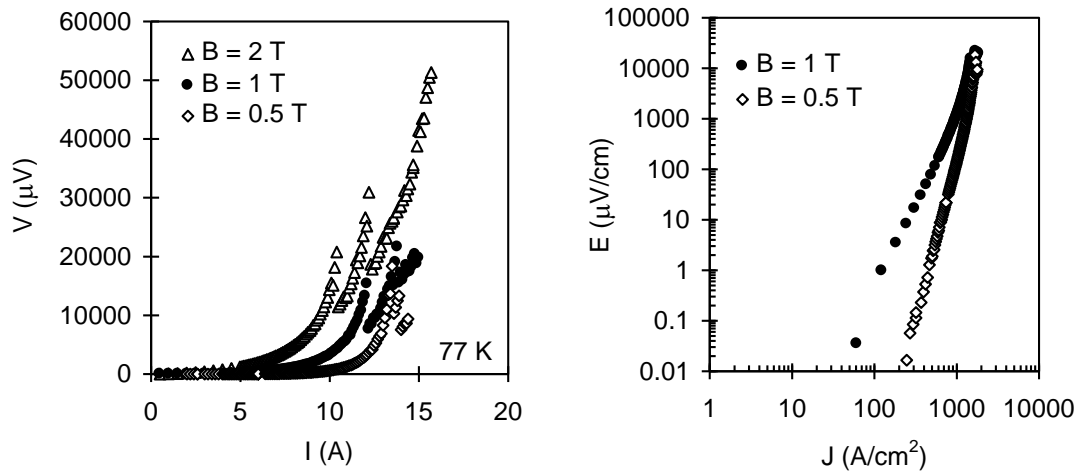 60000
50000
40000
30000
20000
10000
0
V (μV)
B = 2 T
B = 1 T
B = 0.5 T
77 K
0 5 10 15 20
I (A)
100000
10000
1000
100
10
1
0.1
0.01
E (μV/cm)
B = 1 T
B = 0.5 T
1 10 100 1000 10000
J (A/cm²)